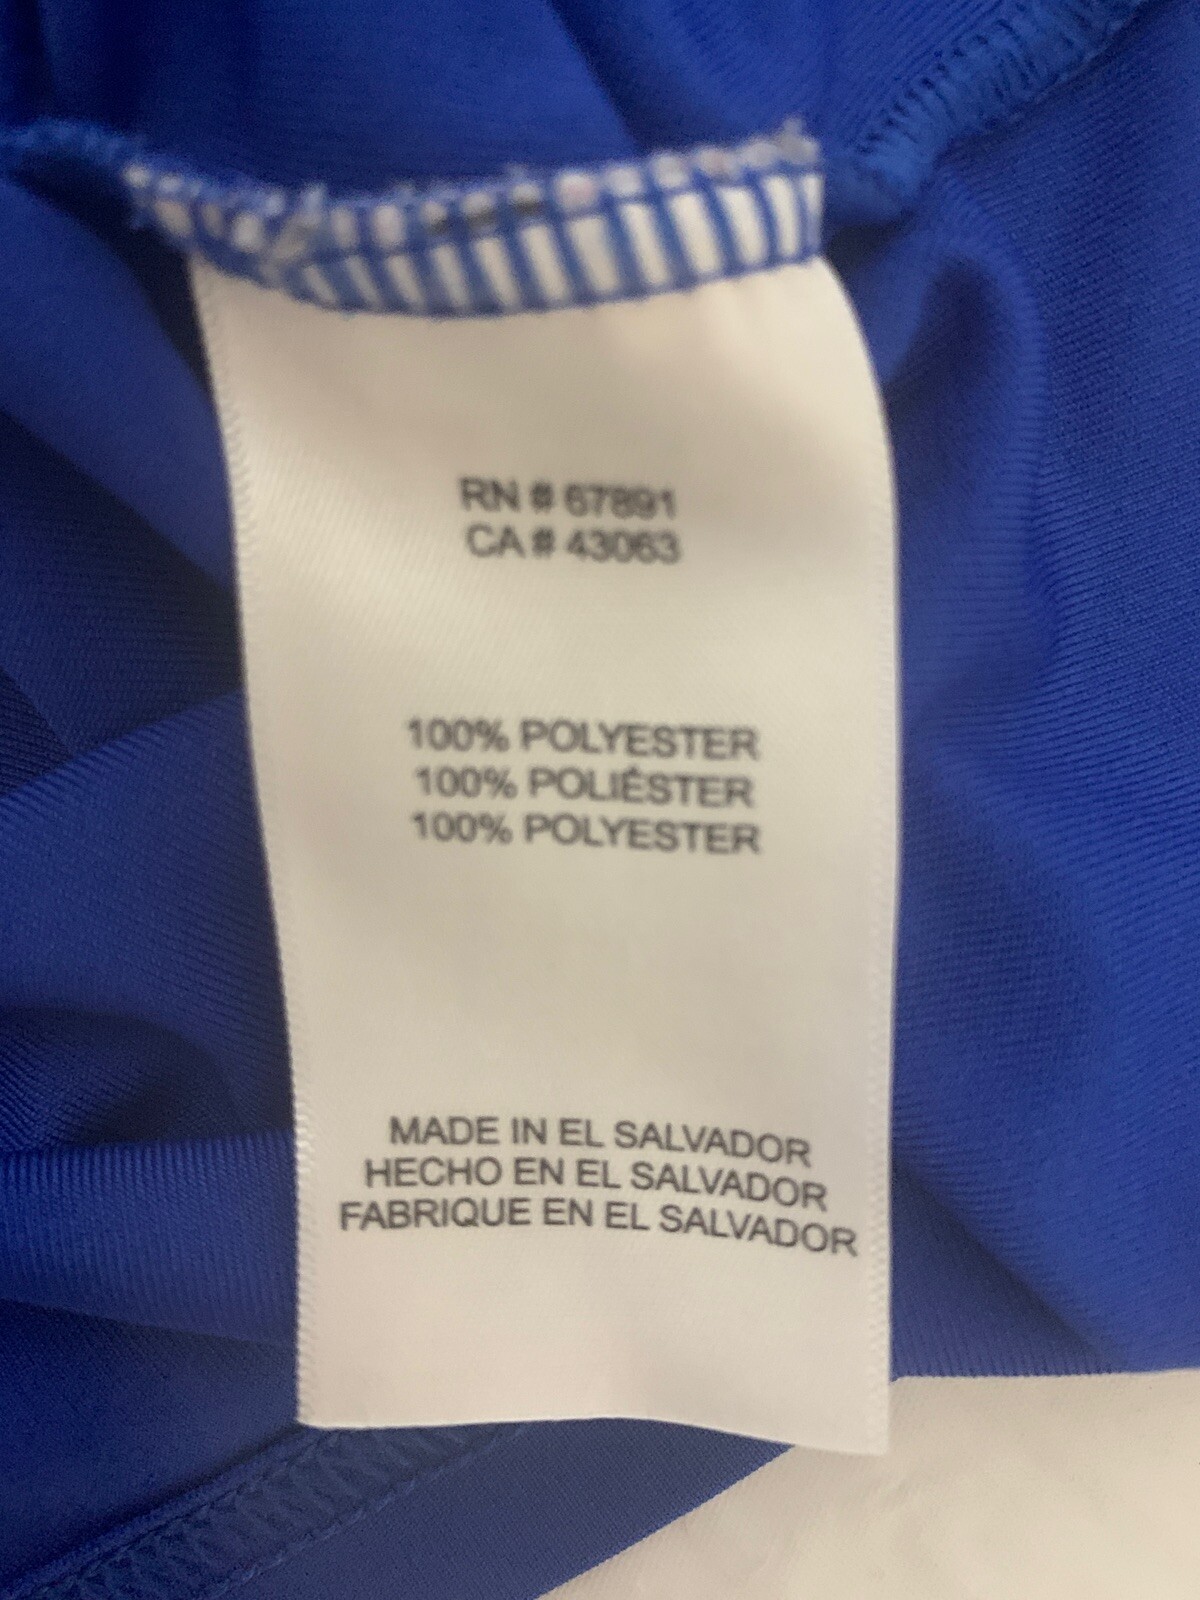 RN # 67891
CA # 43063
100% POLYESTER
100% POLIÉSTER
100% POLYESTER
MADE IN EL SALVADOR
HECHO EN EL SALVADOR
FABRIQUE EN EL SALVADOR